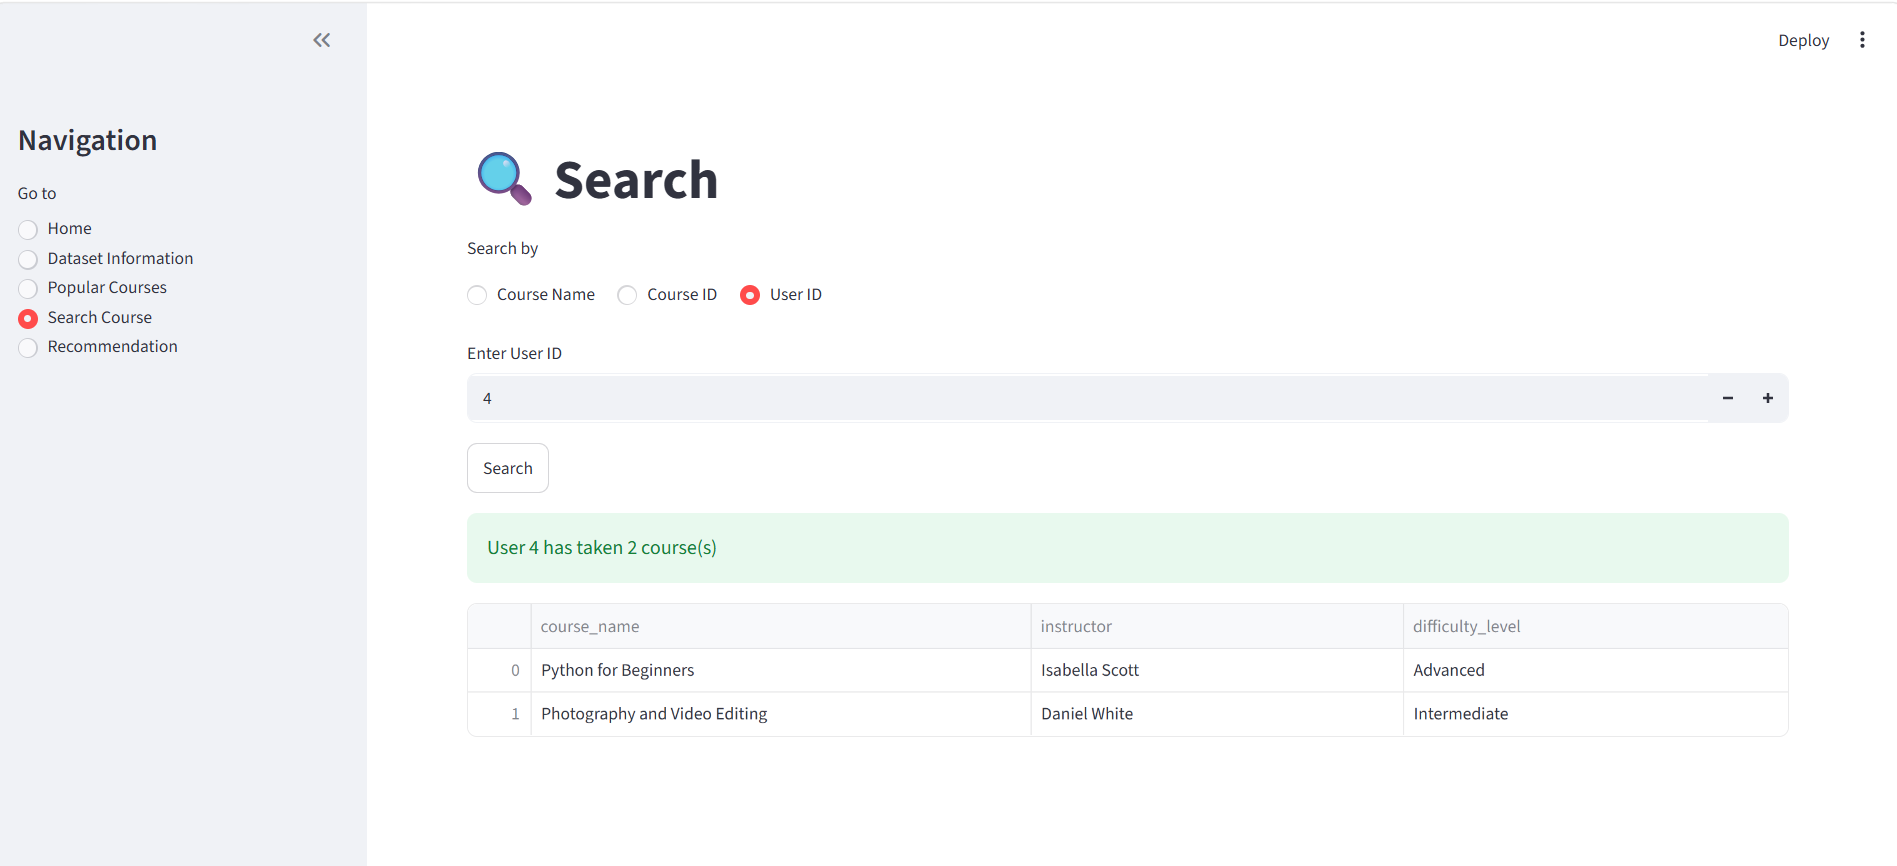 Deploy
Navigation
Go to
Home
Dataset Information
Popular Courses
Search Course
Recommendation
Search
Search by
Course Name Course ID User ID
Enter User ID
4
Search
User 4 has taken 2 course(s)
course_name instructor difficulty_level
0 Python for Beginners Isabella Scott Advanced
1 Photography and Video Editing Daniel White Intermediate